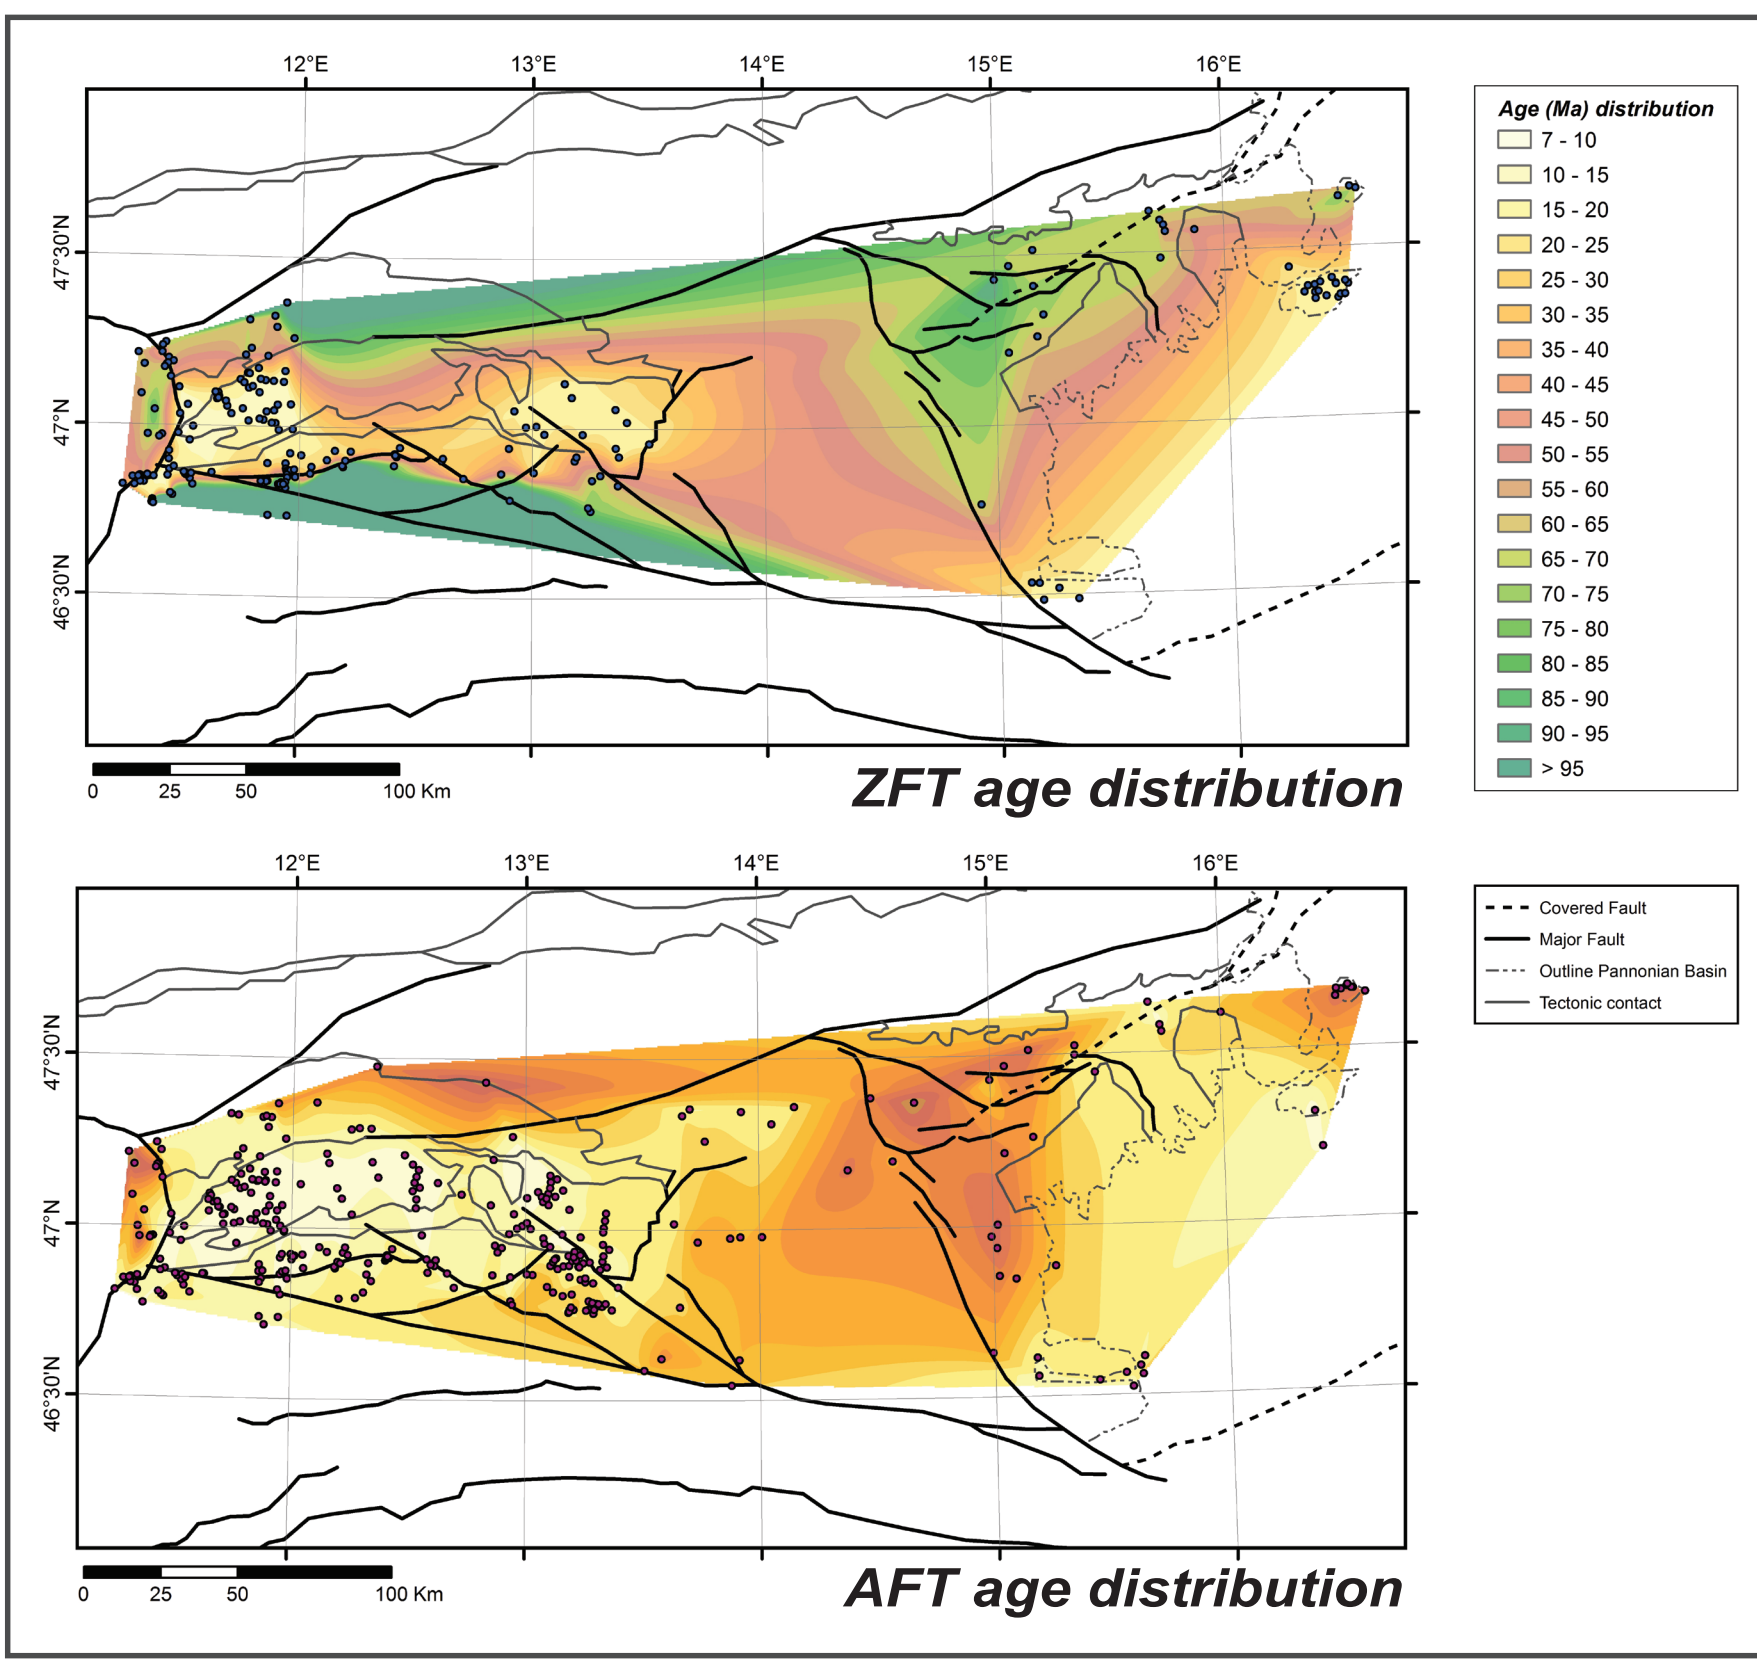 12°E 13°E 14°E 15°E 16°E
47°30'N
47°N
46°30'N
0 25 50 100 Km
ZFT age distribution
Age (Ma) distribution
7 - 10
10 - 15
15 - 20
20 - 25
25 - 30
30 - 35
35 - 40
40 - 45
45 - 50
50 - 55
55 - 60
60 - 65
65 - 70
70 - 75
75 - 80
80 - 85
85 - 90
90 - 95
> 95
12°E 13°E 14°E 15°E 16°E
47°30'N
47°N
46°30'N
0 25 50 100 Km
AFT age distribution
Covered Fault
Major Fault
Outline Pannonian Basin
Tectonic contact